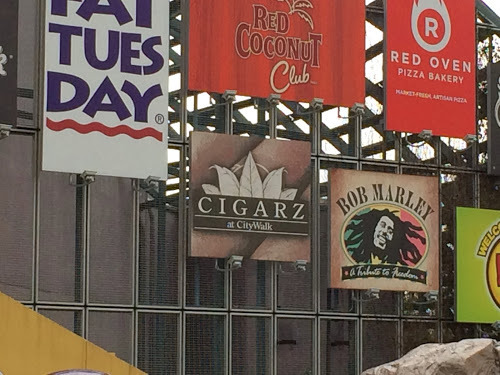 FAT
TUES
DAY®
RED
COCONUT
Club
R
RED OVEN
PIZZA BAKERY
MARKET-FRESH, ARTISAN PIZZA
CIGARZ
at CityWalk
BOB MARLEY
A Tribute to Freedom